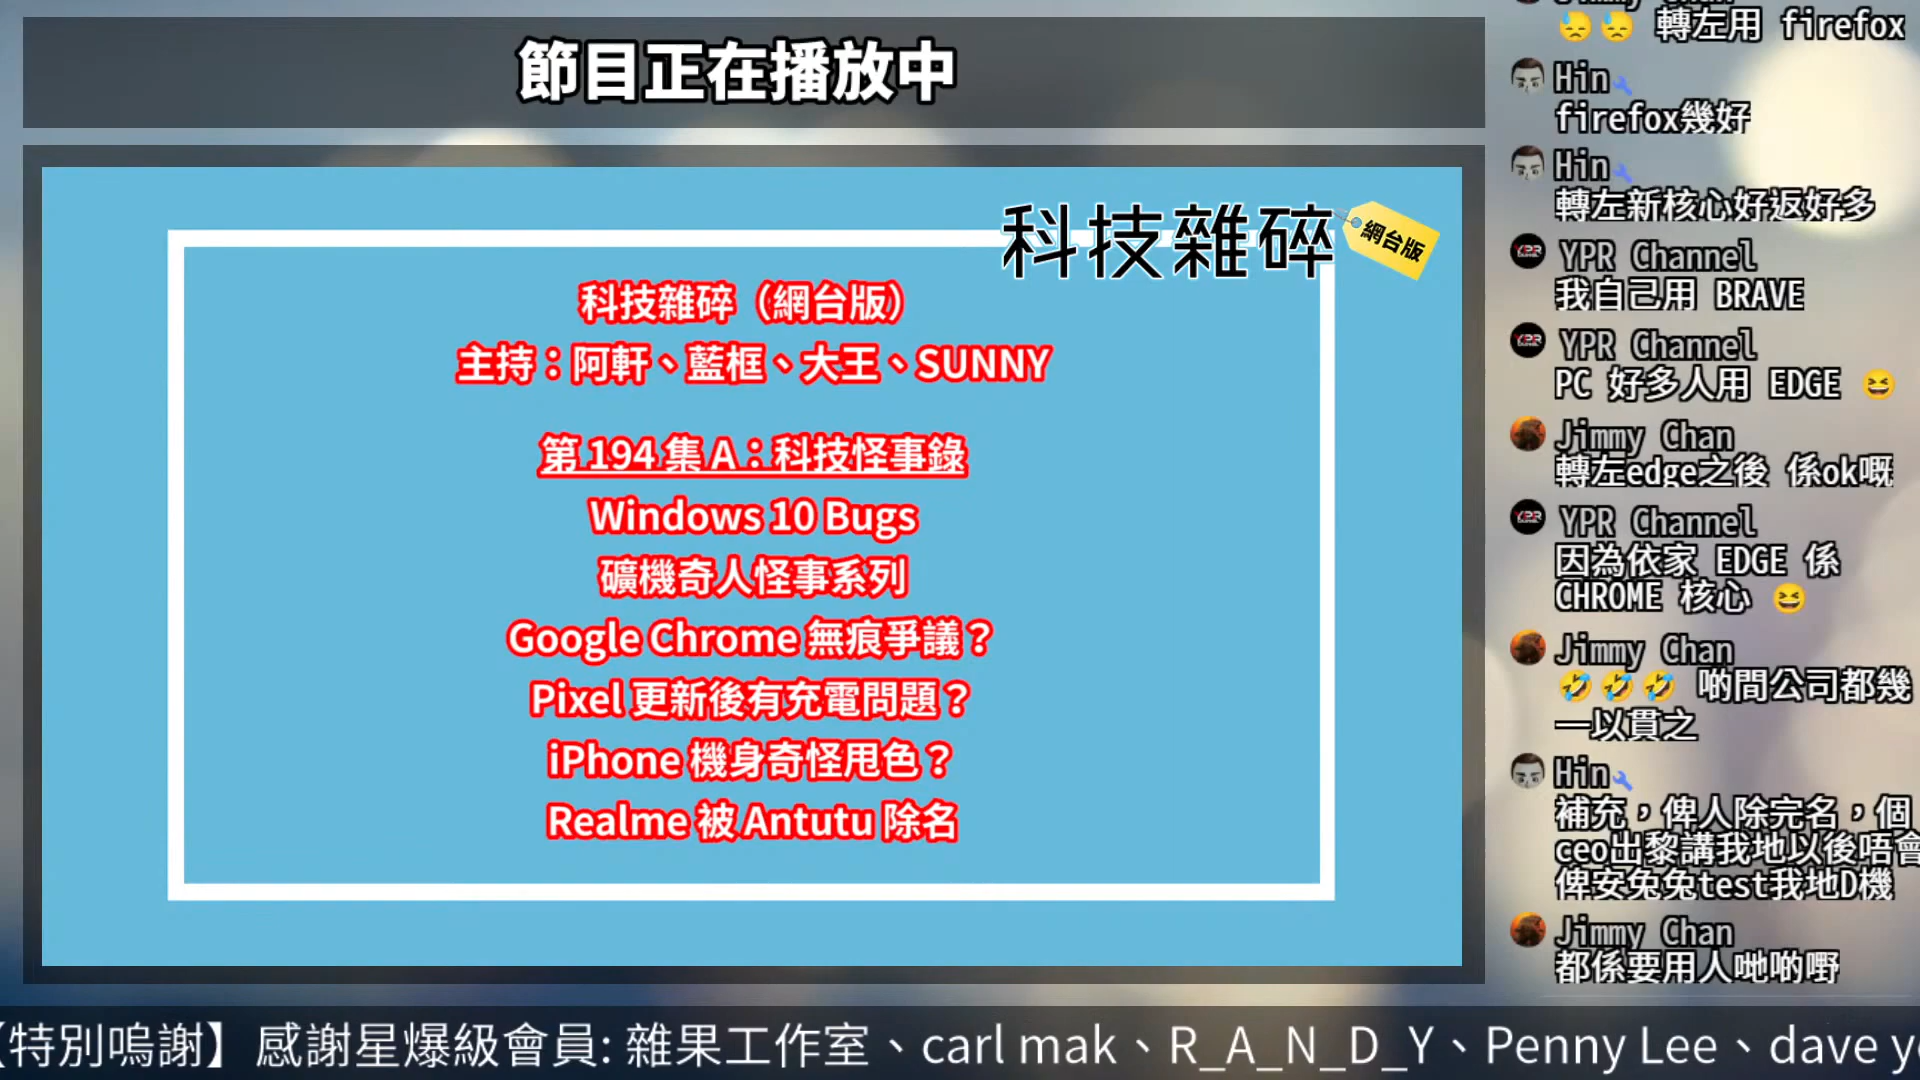 節目正在播放中
科技雜碎 網台版
科技雜碎（網台版）
主持：阿軒、藍框、大王、SUNNY
第 194 集 A：科技怪事錄
Windows 10 Bugs
礦機奇人怪事系列
Google Chrome 無痕爭議？
Pixel 更新後有充電問題？
iPhone 機身奇怪甩色？
Realme 被 Antutu 除名
轉左用 firefox
Hin
firefox幾好
Hin
轉左新核心好返好多
YPR Channel
我自己用 BRAVE
YPR Channel
PC 好多人用 EDGE
Jimmy Chan
轉左edge之後 係ok嘅
YPR Channel
因為依家 EDGE 係
CHROME 核心
Jimmy Chan
啲間公司都幾
一以貫之
Hin
補充，俾人除完名，個
ceo出黎講我地以後唔會
俾安兔兔test我地D機
Jimmy Chan
都係要用人哋啲嘢
【特別嗚謝】感謝星爆級會員: 雜果工作室、carl mak、R_A_N_D_Y、Penny Lee、dave